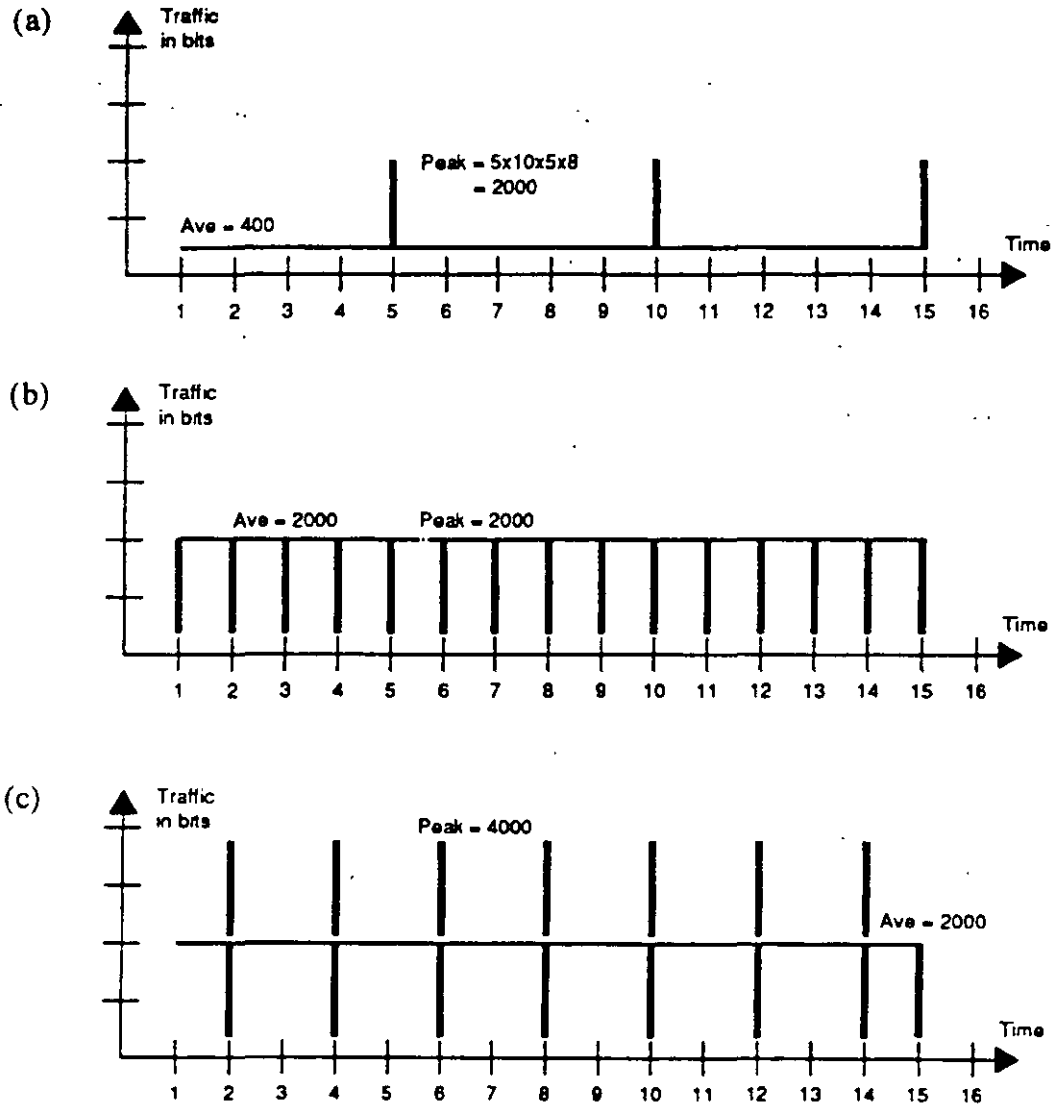 (a)
Traffic
in bits
Peak = 5x10x5x8
= 2000
Ave = 400
Time
1 2 3 4 5 6 7 8 9 10 11 12 13 14 15 16
(b)
Traffic
in bits
Ave = 2000 Peak = 2000
Time
1 2 3 4 5 6 7 8 9 10 11 12 13 14 15 16
(c)
Traffic
in bits
Peak = 4000
Ave = 2000
Time
1 2 3 4 5 6 7 8 9 10 11 12 13 14 15 16